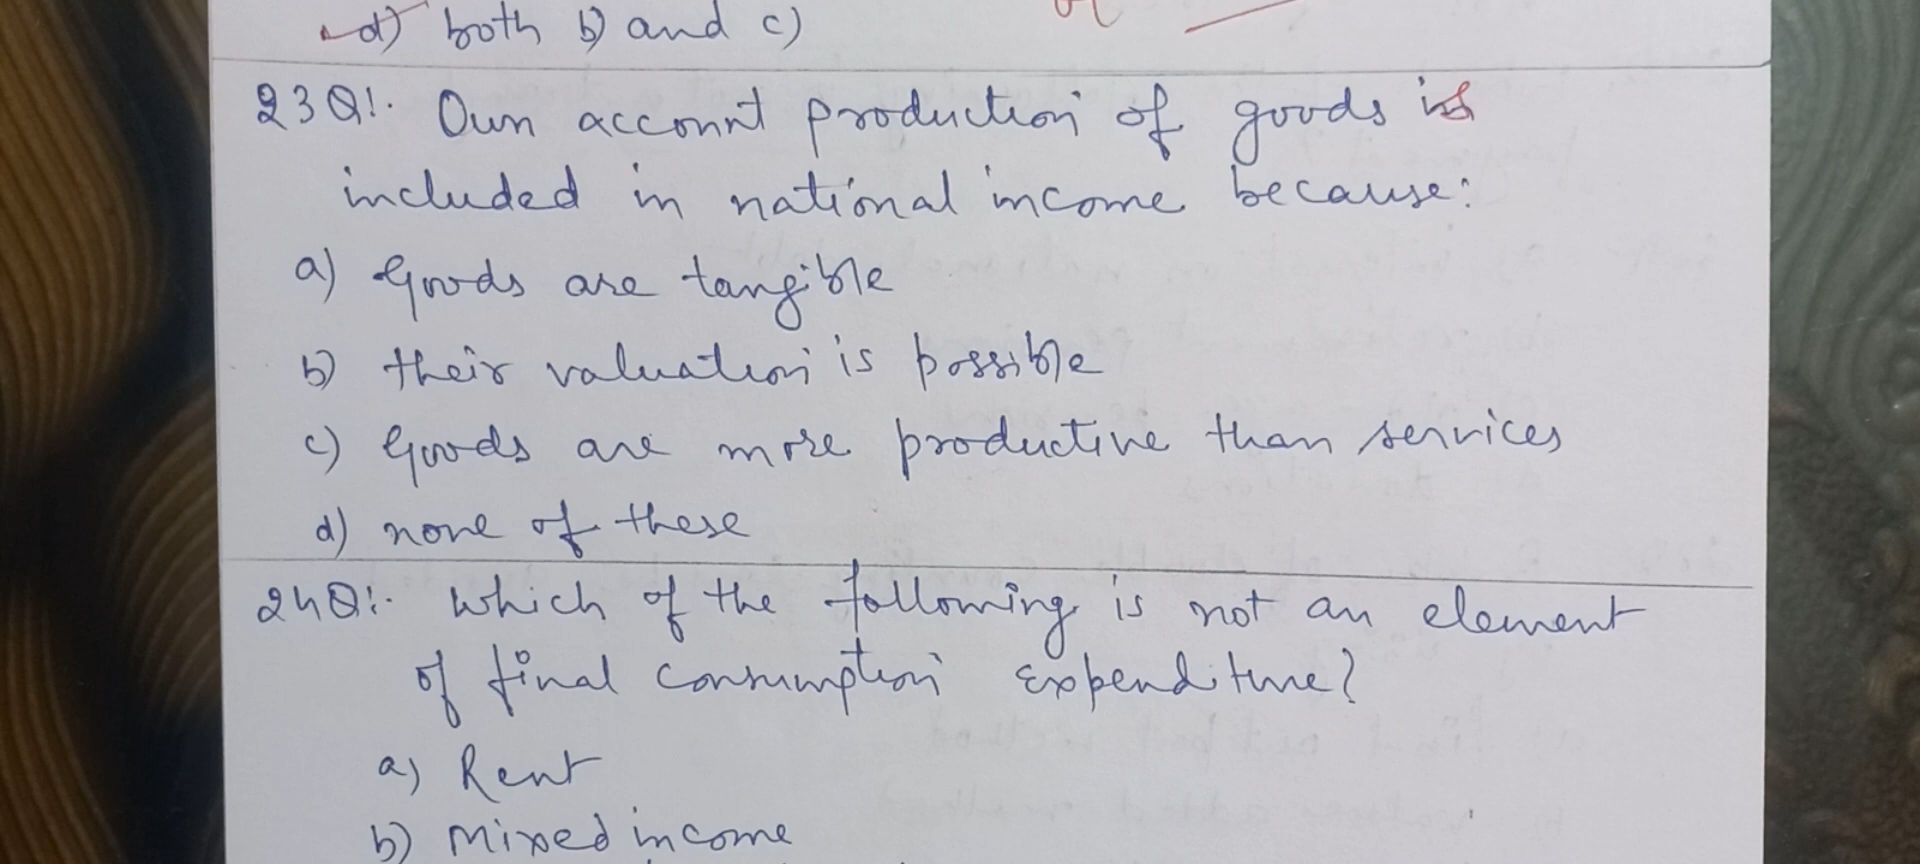 d) both b) and c)
23Q:. Own account production of goods is
included in national income because:
a) Goods are tangible
b) their valuation is possible
c) Goods are more productive than services
d) none of these
24Q:. Which of the following is not an element
of final consumption expenditure?
a) Rent
b) Mixed income